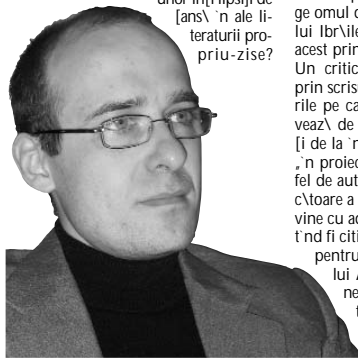 [ans\ `n ale li-
teraturii pro-
priu-zise?
ge omul
lui Ibr\il
acest prin
Un critic
prin scris
rile pe ca
veaz\ de
[i de la `n
„`n proiec
fel de aut
c\toare a
vine cu ac
t`nd fi citi
pentru
lui
ne